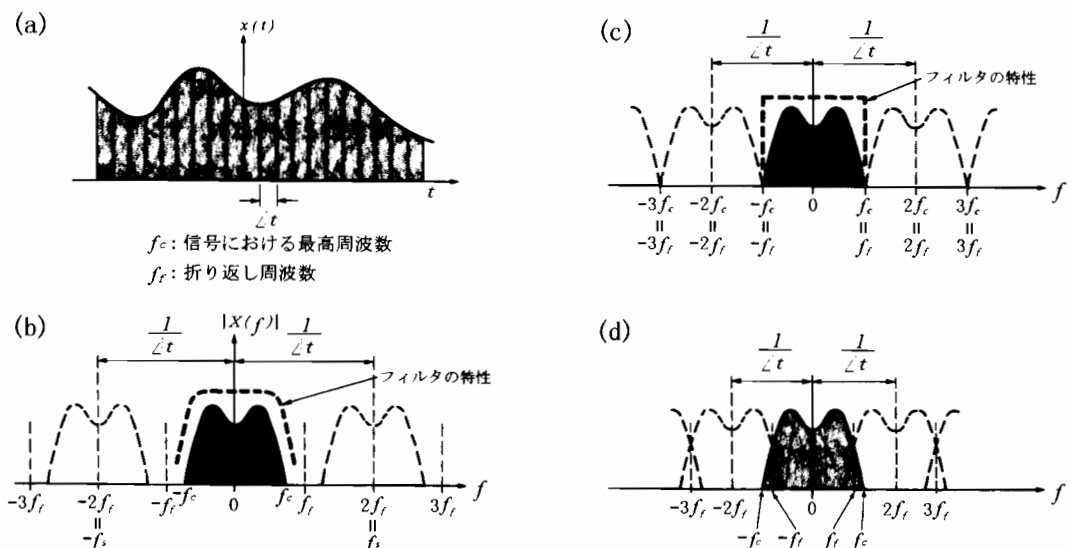 (a)
x(t)
t
Δt
f_c：信号における最高周波数
f_f：折り返し周波数
(b)
1/Δt |X(f)| 1/Δt
フィルタの特性
-3f_f -2f_f -f_f -f_c 0 f_c f_f 2f_f 3f_f f
= =
-f_s f_s
(c)
1/Δt 1/Δt
フィルタの特性
-3f_c -2f_c -f_c 0 f_c 2f_c 3f_c f
= = = = = =
-3f_f -2f_f -f_f f_f 2f_f 3f_f
(d)
1/Δt 1/Δt
-3f_f -2f_f 0 2f_f 3f_f f
-f_c -f_f f_f f_c